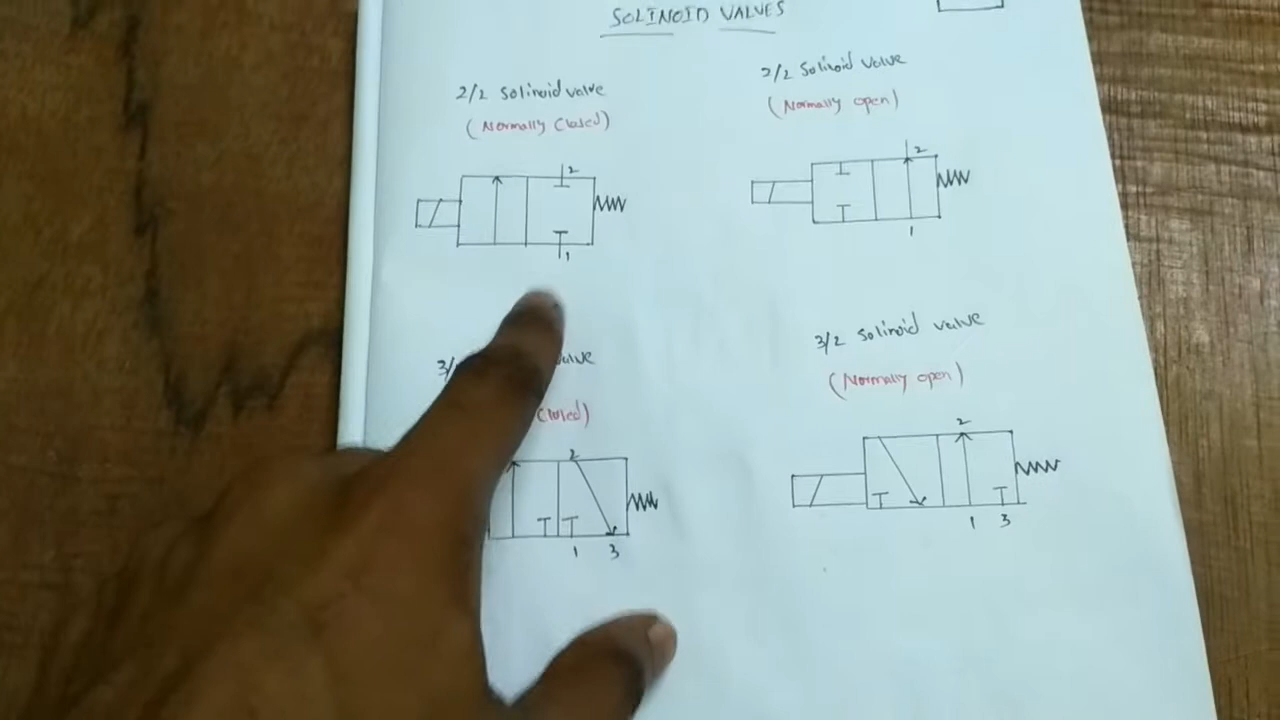 SOLINOID VALVES
2/2 Solinoid valve
(Normally Closed)
2
1
2/2 Solinoid Valve
(Normally open)
2
1
3/ valve
Closed)
2
1 3
3/2 Solinoid valve
(Normally open)
2
1 3